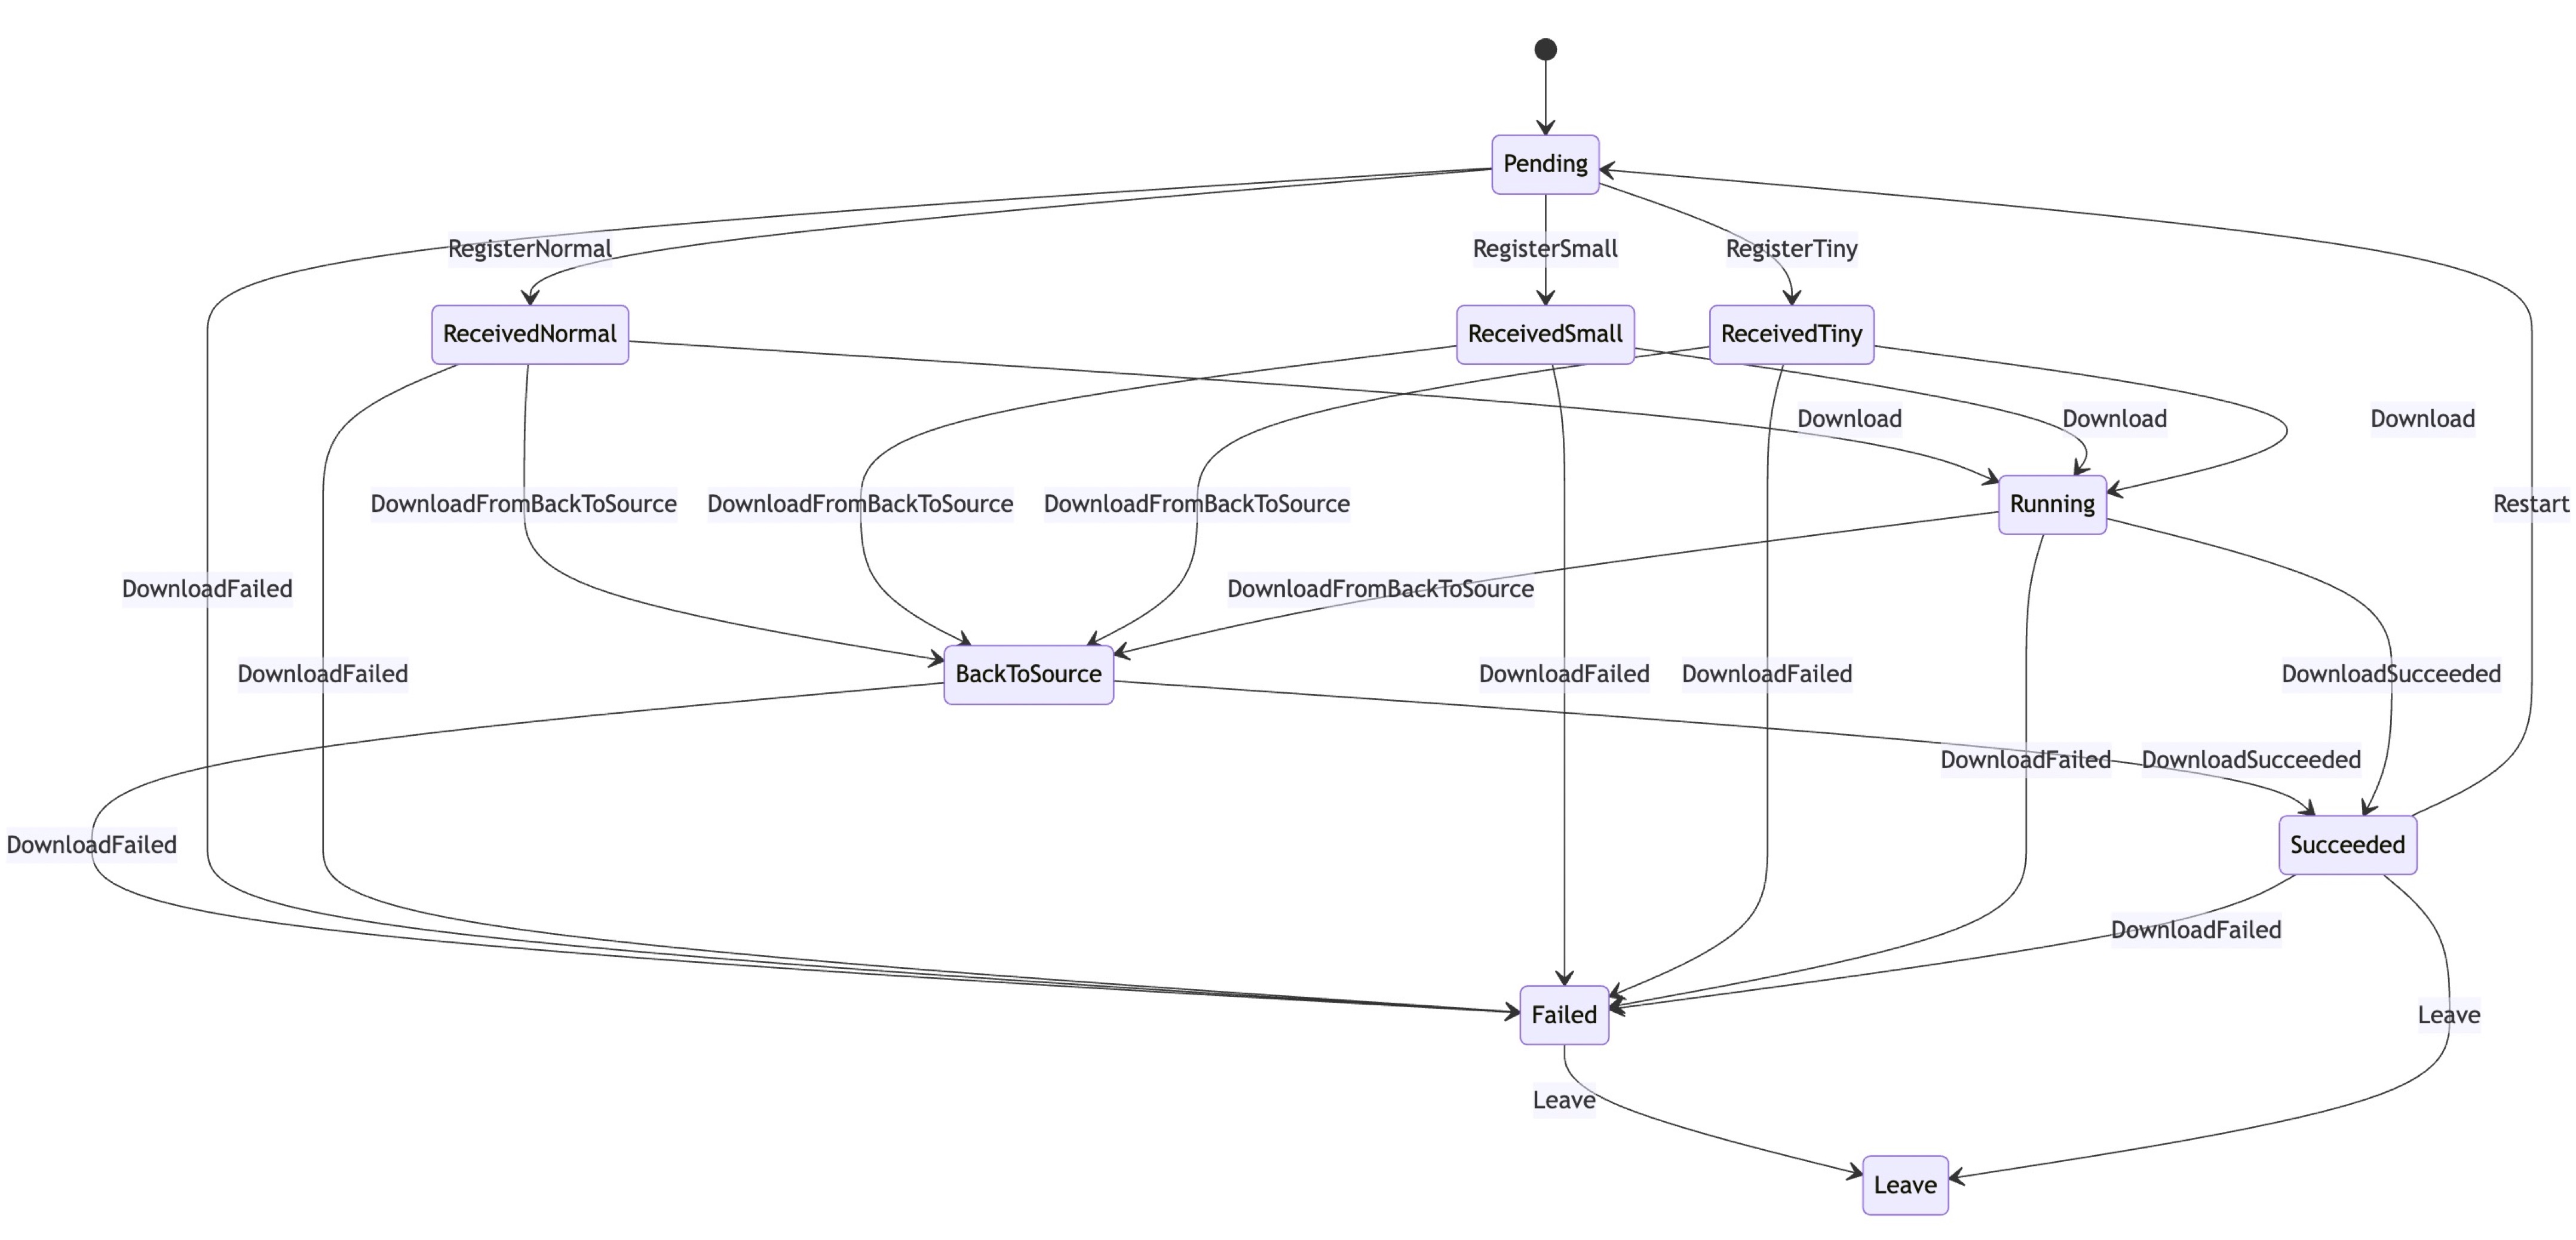 Pending
RegisterNormal
RegisterSmall
RegisterTiny
ReceivedNormal
ReceivedSmall
ReceivedTiny
Download
Download
Download
DownloadFromBackToSource
DownloadFromBackToSource
DownloadFromBackToSource
Running
Restart
DownloadFailed
DownloadFromBackToSource
DownloadFailed
BackToSource
DownloadFailed
DownloadFailed
DownloadSucceeded
DownloadFailed
DownloadSucceeded
DownloadFailed
Succeeded
DownloadFailed
Failed
Leave
Leave
Leave